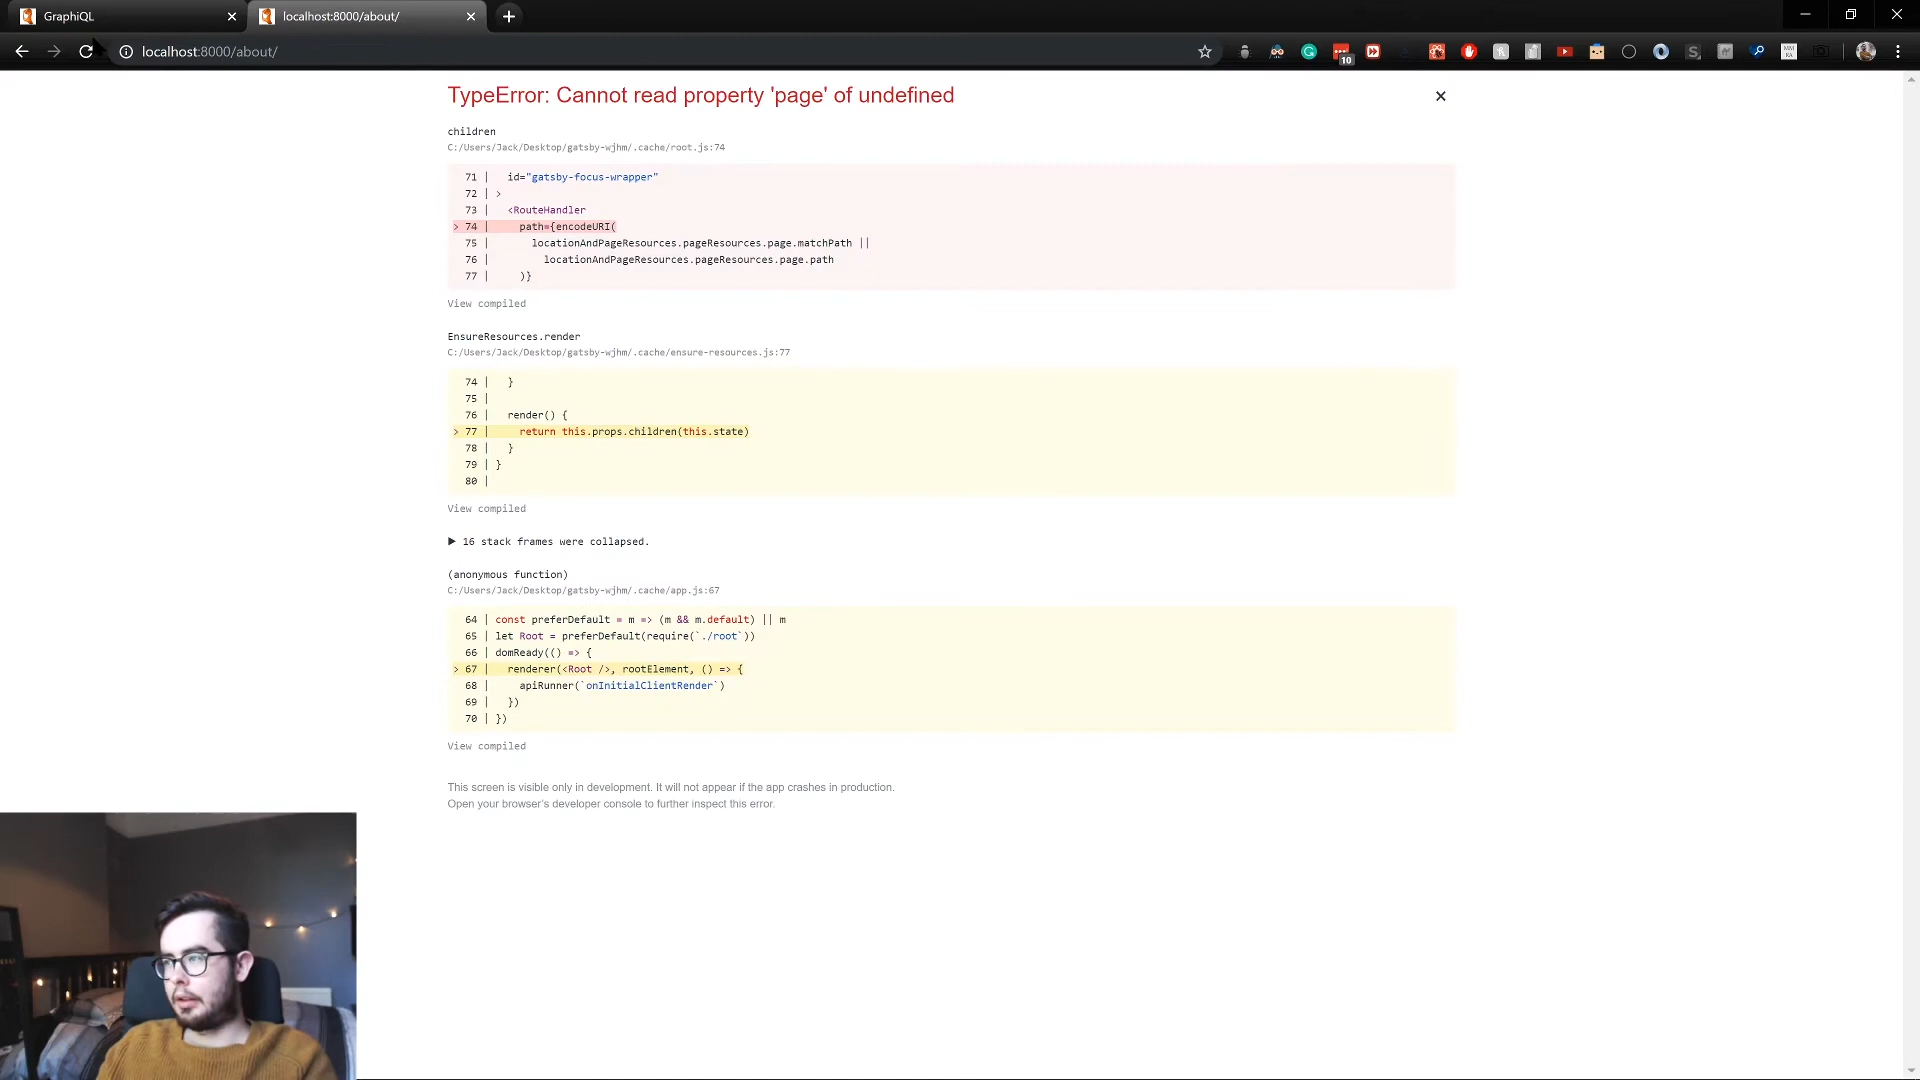 GraphiQL
localhost:8000/about/
localhost:8000/about/
10
TypeError: Cannot read property 'page' of undefined
children
C:/Users/Jack/Desktop/gatsby-wjhm/.cache/root.js:74
71 |   id="gatsby-focus-wrapper"
72 | >
73 |   <RouteHandler
> 74 |     path={encodeURI(
75 |       locationAndPageResources.pageResources.page.matchPath ||
76 |         locationAndPageResources.pageResources.page.path
77 |     )}
View compiled
EnsureResources.render
C:/Users/Jack/Desktop/gatsby-wjhm/.cache/ensure-resources.js:77
74 |   }
75 |
76 |   render() {
> 77 |     return this.props.children(this.state)
78 |   }
79 | }
80 |
View compiled
▶ 16 stack frames were collapsed.
(anonymous function)
C:/Users/Jack/Desktop/gatsby-wjhm/.cache/app.js:67
64 | const preferDefault = m => (m && m.default) || m
65 | let Root = preferDefault(require(`./root`))
66 | domReady(() => {
> 67 |   renderer(<Root />, rootElement, () => {
68 |     apiRunner(`onInitialClientRender`)
69 |   })
70 | })
View compiled
This screen is visible only in development. It will not appear if the app crashes in production.
Open your browser's developer console to further inspect this error.